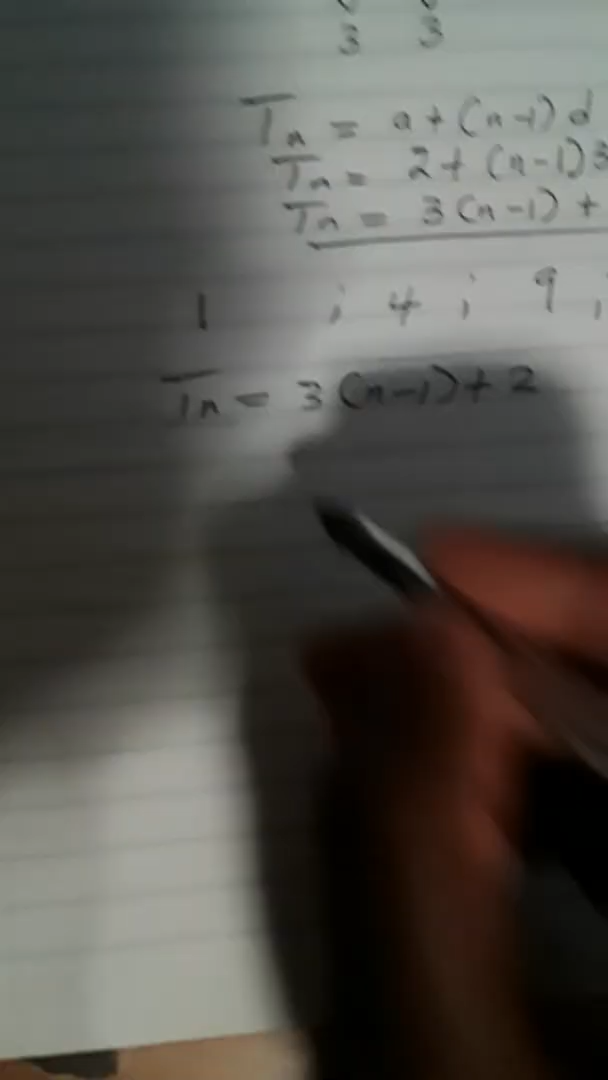 3 3
Tn = a + (n-1) d
Tn = 2 + (n-1) 3
Tn = 3 (n-1) +
1 ; 4 ; 9 ;
Tn = 3 (n-1) + 2